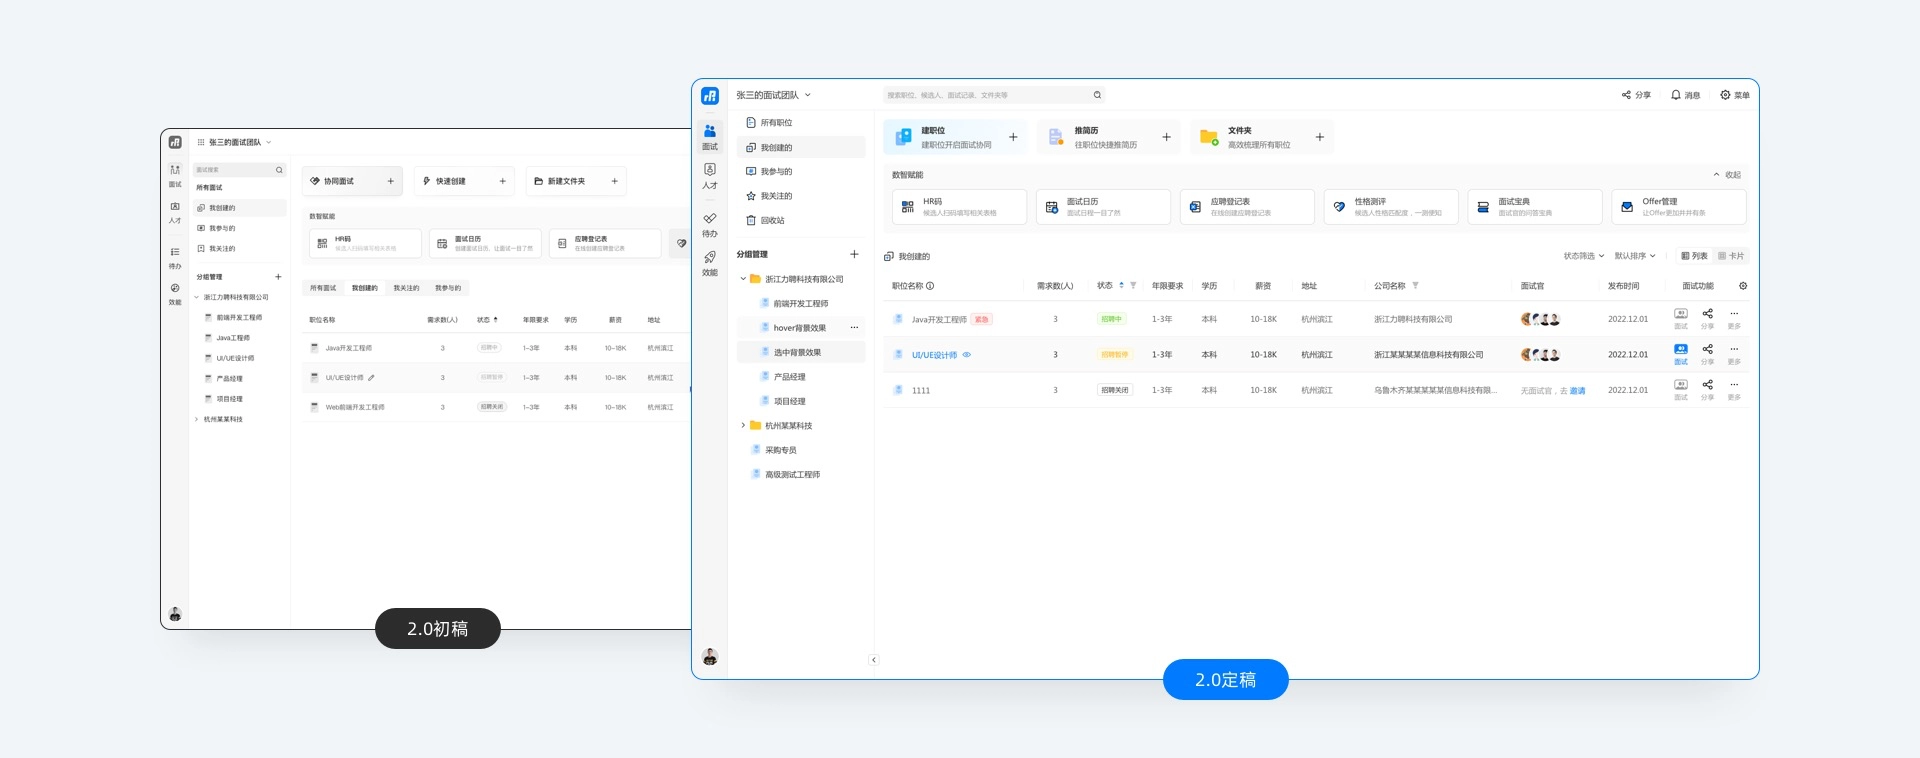 张三的面试团队
面试搜索
面试
人才
待办
效能
所有面试
我创建的
我参与的
我关注的
分组管理
浙江力聘科技有限公司
前端开发工程师
Java工程师
UI/UE设计师
产品经理
项目经理
杭州某某科技
协同面试
快速创建
新建文件夹
数智赋能
HR码
候选人扫码填写相关表格
面试日历
创建面试日历，让面试一目了然
应聘登记表
在线创建应聘登记表
所有面试 我创建的 我关注的 我参与的
职位名称 需求数(人) 状态 年限要求 学历 薪资 地址
Java开发工程师 3 招聘中 1-3年 本科 10-18K 杭州滨江
UI/UE设计师 3 招聘暂停 1-3年 本科 10-18K 杭州滨江
Web前端开发工程师 3 招聘关闭 1-3年 本科 10-18K 杭州滨江
2.0初稿
张三的面试团队
搜索职位、候选人、面试记录、文件夹等
分享
消息
菜单
面试
人才
待办
效能
所有职位
我创建的
我参与的
我关注的
回收站
分组管理
浙江力聘科技有限公司
前端开发工程师
hover背景效果
选中背景效果
产品经理
项目经理
杭州某某科技
采购专员
高级测试工程师
建职位
建职位开启面试协同
推简历
往职位快捷推简历
文件夹
高效梳理所有职位
数智赋能
收起
HR码
候选人扫码填写相关表格
面试日历
面试日程一目了然
应聘登记表
在线创建应聘登记表
性格测评
候选人性格匹配度，一测便知
面试宝典
面试官的问答宝典
Offer管理
让Offer更加井井有条
我创建的
状态筛选 默认排序 列表 卡片
职位名称 需求数(人) 状态 年限要求 学历 薪资 地址 公司名称 面试官 发布时间 面试功能
Java开发工程师 紧急 3 招聘中 1-3年 本科 10-18K 杭州滨江 浙江力聘科技有限公司 2022.12.01 面试 分享 更多
UI/UE设计师 3 招聘暂停 1-3年 本科 10-18K 杭州滨江 浙江某某某某信息科技有限公司 2022.12.01 面试 分享 更多
1111 3 招聘关闭 1-3年 本科 10-18K 杭州滨江 乌鲁木齐某某某某某信息科技有限... 无面试官，去 邀请 2022.12.01 面试 分享 更多
2.0定稿